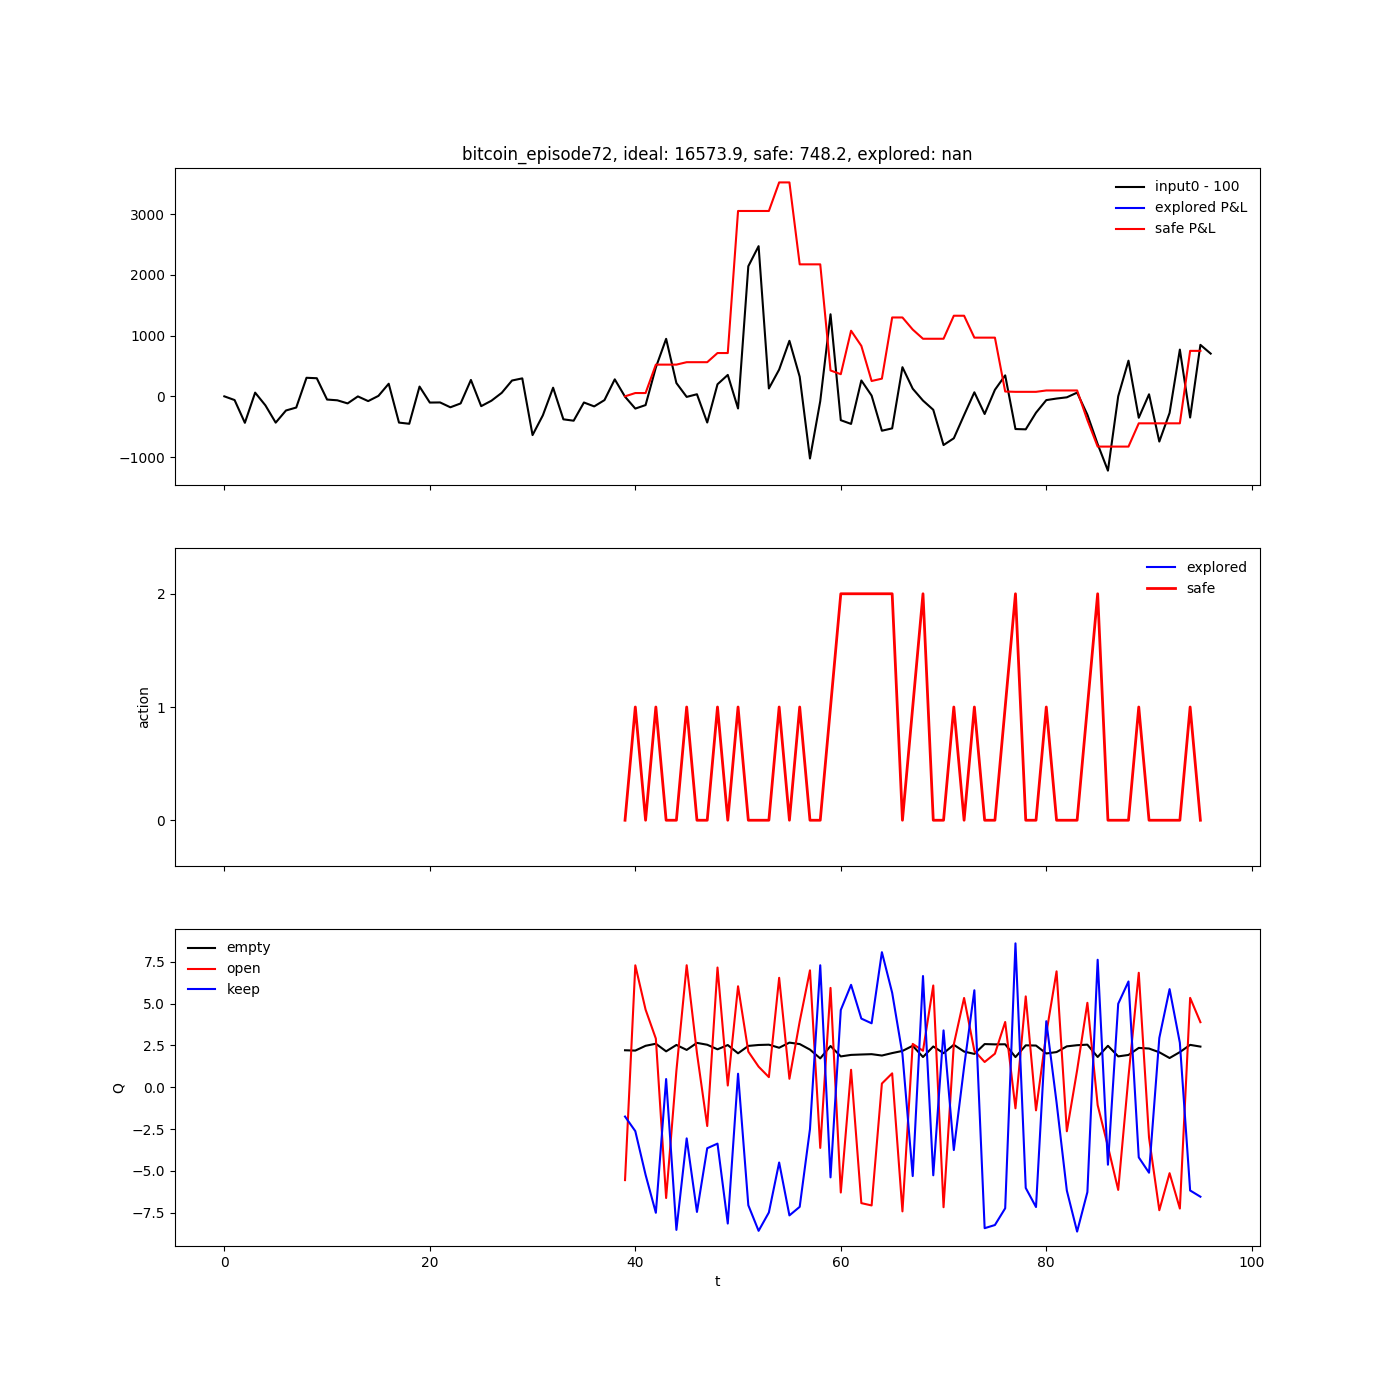 bitcoin_episode72, ideal: 16573.9, safe: 748.2, explored: nan
input0 - 100
explored P&L
safe P&L
3000
2000
1000
0
−1000
explored
safe
action
2
1
0
empty
open
keep
Q
7.5
5.0
2.5
0.0
−2.5
−5.0
−7.5
0 20 40 60 80 100
t